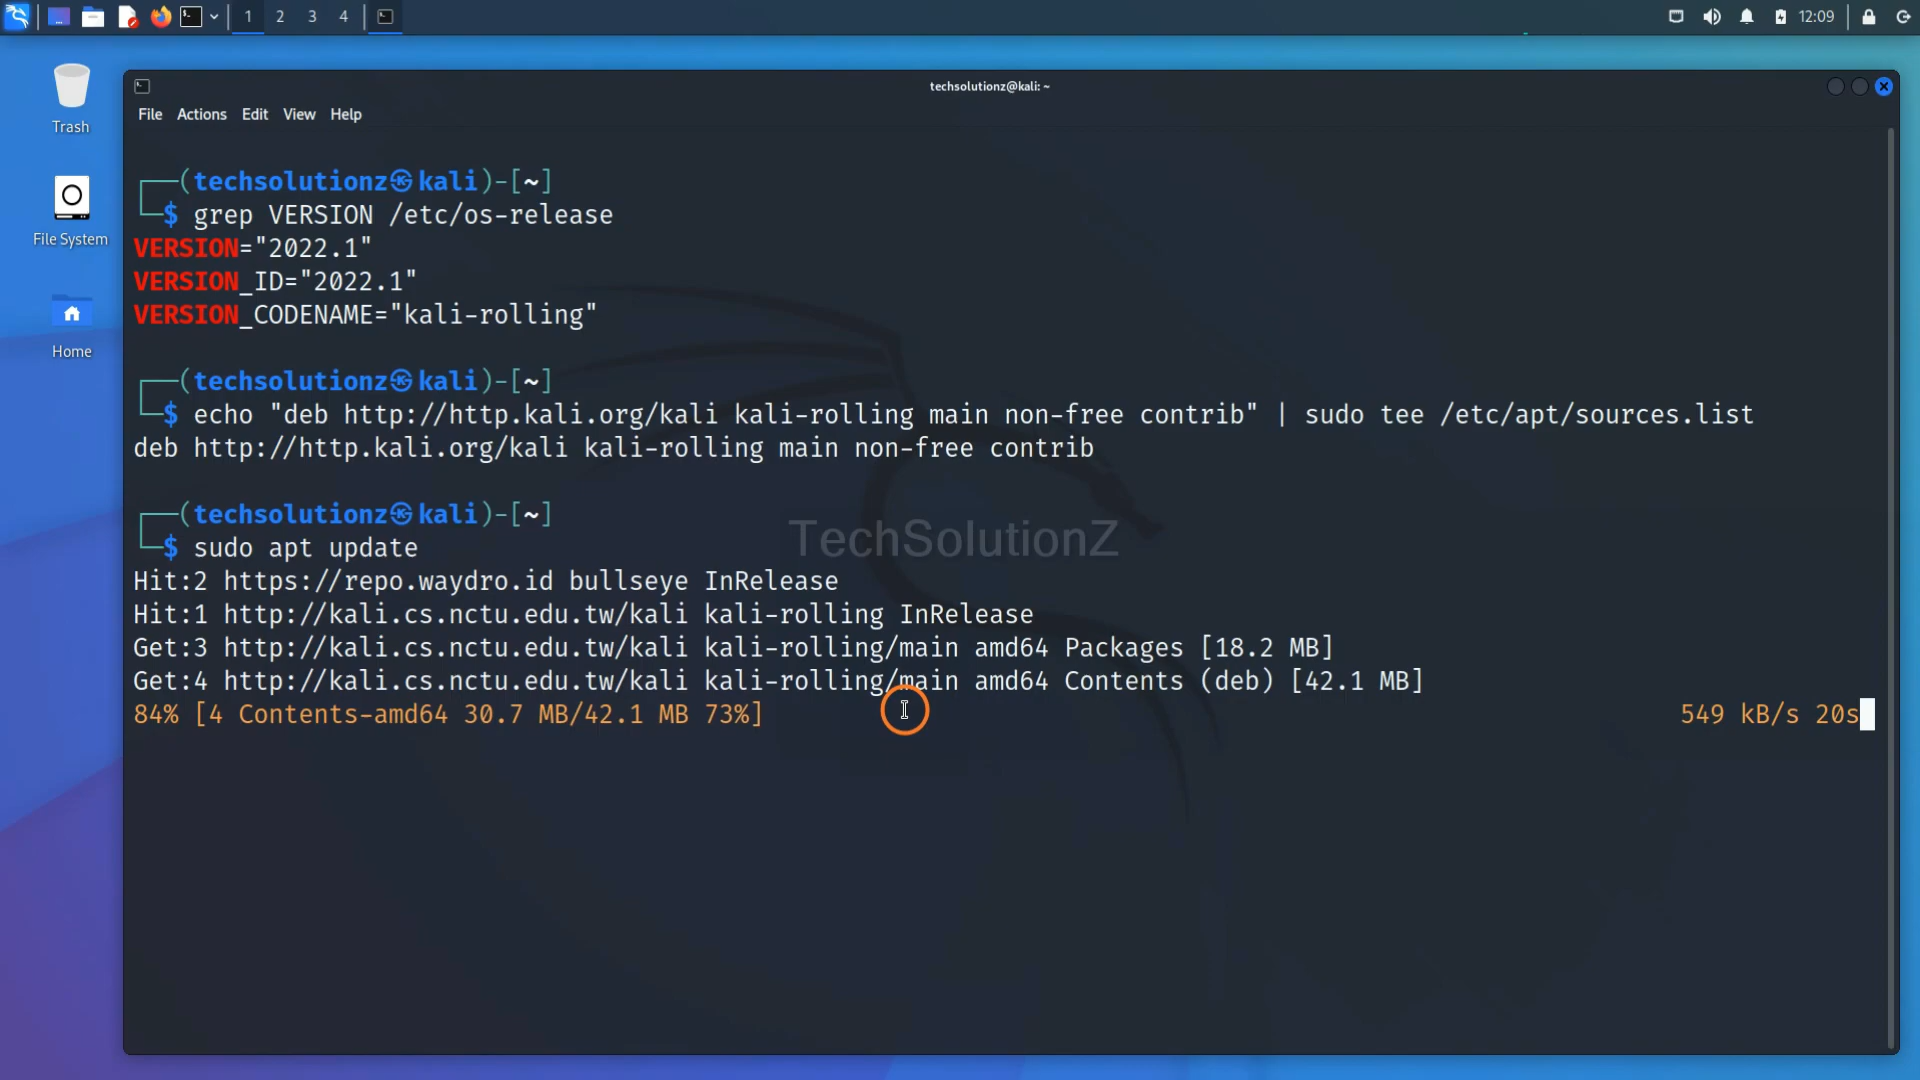 1 2 3 4
12:09
techsolutionz@kali: ~
File Actions Edit View Help
Trash
File System
Home
┌──(techsolutionz㉿kali)-[~]
└─$ grep VERSION /etc/os-release
VERSION="2022.1"
VERSION_ID="2022.1"
VERSION_CODENAME="kali-rolling"
┌──(techsolutionz㉿kali)-[~]
└─$ echo "deb http://http.kali.org/kali kali-rolling main non-free contrib" | sudo tee /etc/apt/sources.list
deb http://http.kali.org/kali kali-rolling main non-free contrib
┌──(techsolutionz㉿kali)-[~]
└─$ sudo apt update
TechSolutionZ
Hit:2 https://repo.waydro.id bullseye InRelease
Hit:1 http://kali.cs.nctu.edu.tw/kali kali-rolling InRelease
Get:3 http://kali.cs.nctu.edu.tw/kali kali-rolling/main amd64 Packages [18.2 MB]
Get:4 http://kali.cs.nctu.edu.tw/kali kali-rolling/main amd64 Contents (deb) [42.1 MB]
84% [4 Contents-amd64 30.7 MB/42.1 MB 73%] 549 kB/s 20s